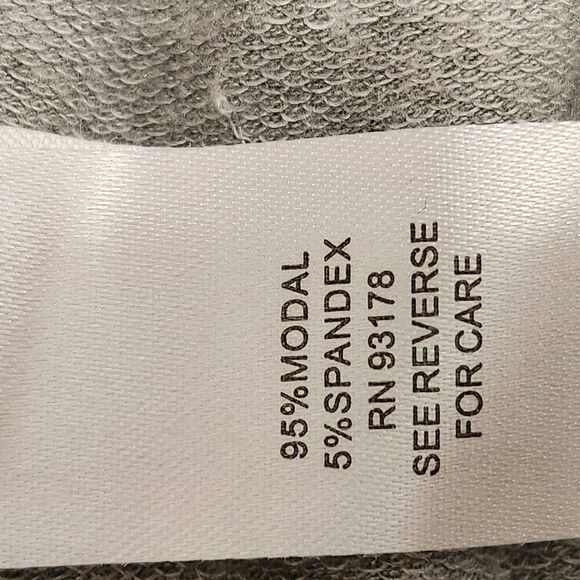 95%MODAL
5%SPANDEX
RN 93178
SEE REVERSE
FOR CARE